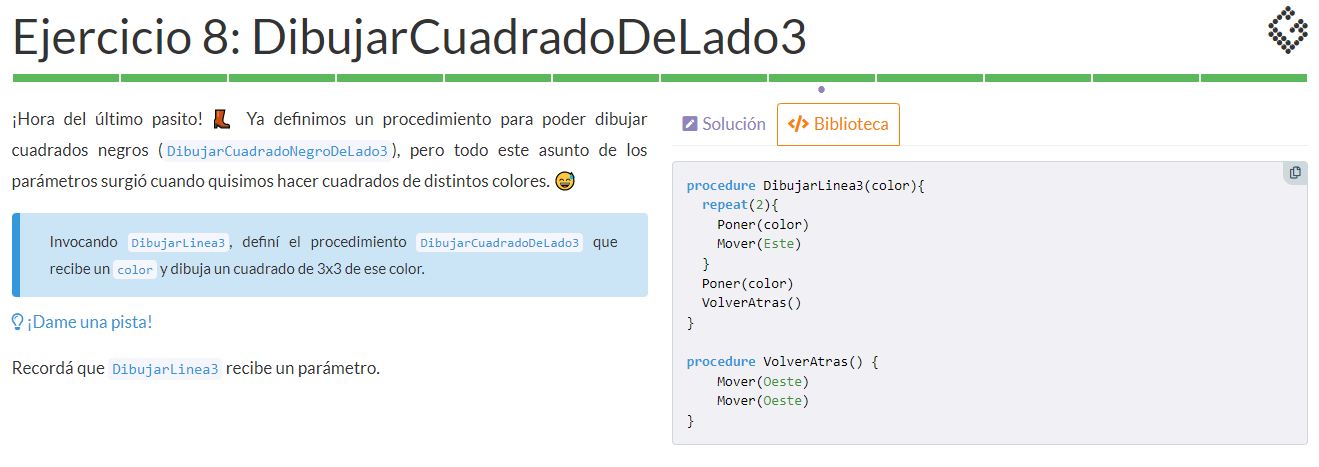 Ejercicio 8: DibujarCuadradoDeLado3
¡Hora del último pasito! 👢 Ya definimos un procedimiento para poder dibujar
cuadrados negros (DibujarCuadradoNegroDeLado3), pero todo este asunto de los
parámetros surgió cuando quisimos hacer cuadrados de distintos colores. 😅
Invocando DibujarLinea3, definí el procedimiento DibujarCuadradoDeLado3 que
recibe un color y dibuja un cuadrado de 3x3 de ese color.
¡Dame una pista!
Recordá que DibujarLinea3 recibe un parámetro.
Solución
Biblioteca
procedure DibujarLinea3(color){
  repeat(2){
    Poner(color)
    Mover(Este)
  }
  Poner(color)
  VolverAtras()
}
procedure VolverAtras() {
    Mover(Oeste)
    Mover(Oeste)
}